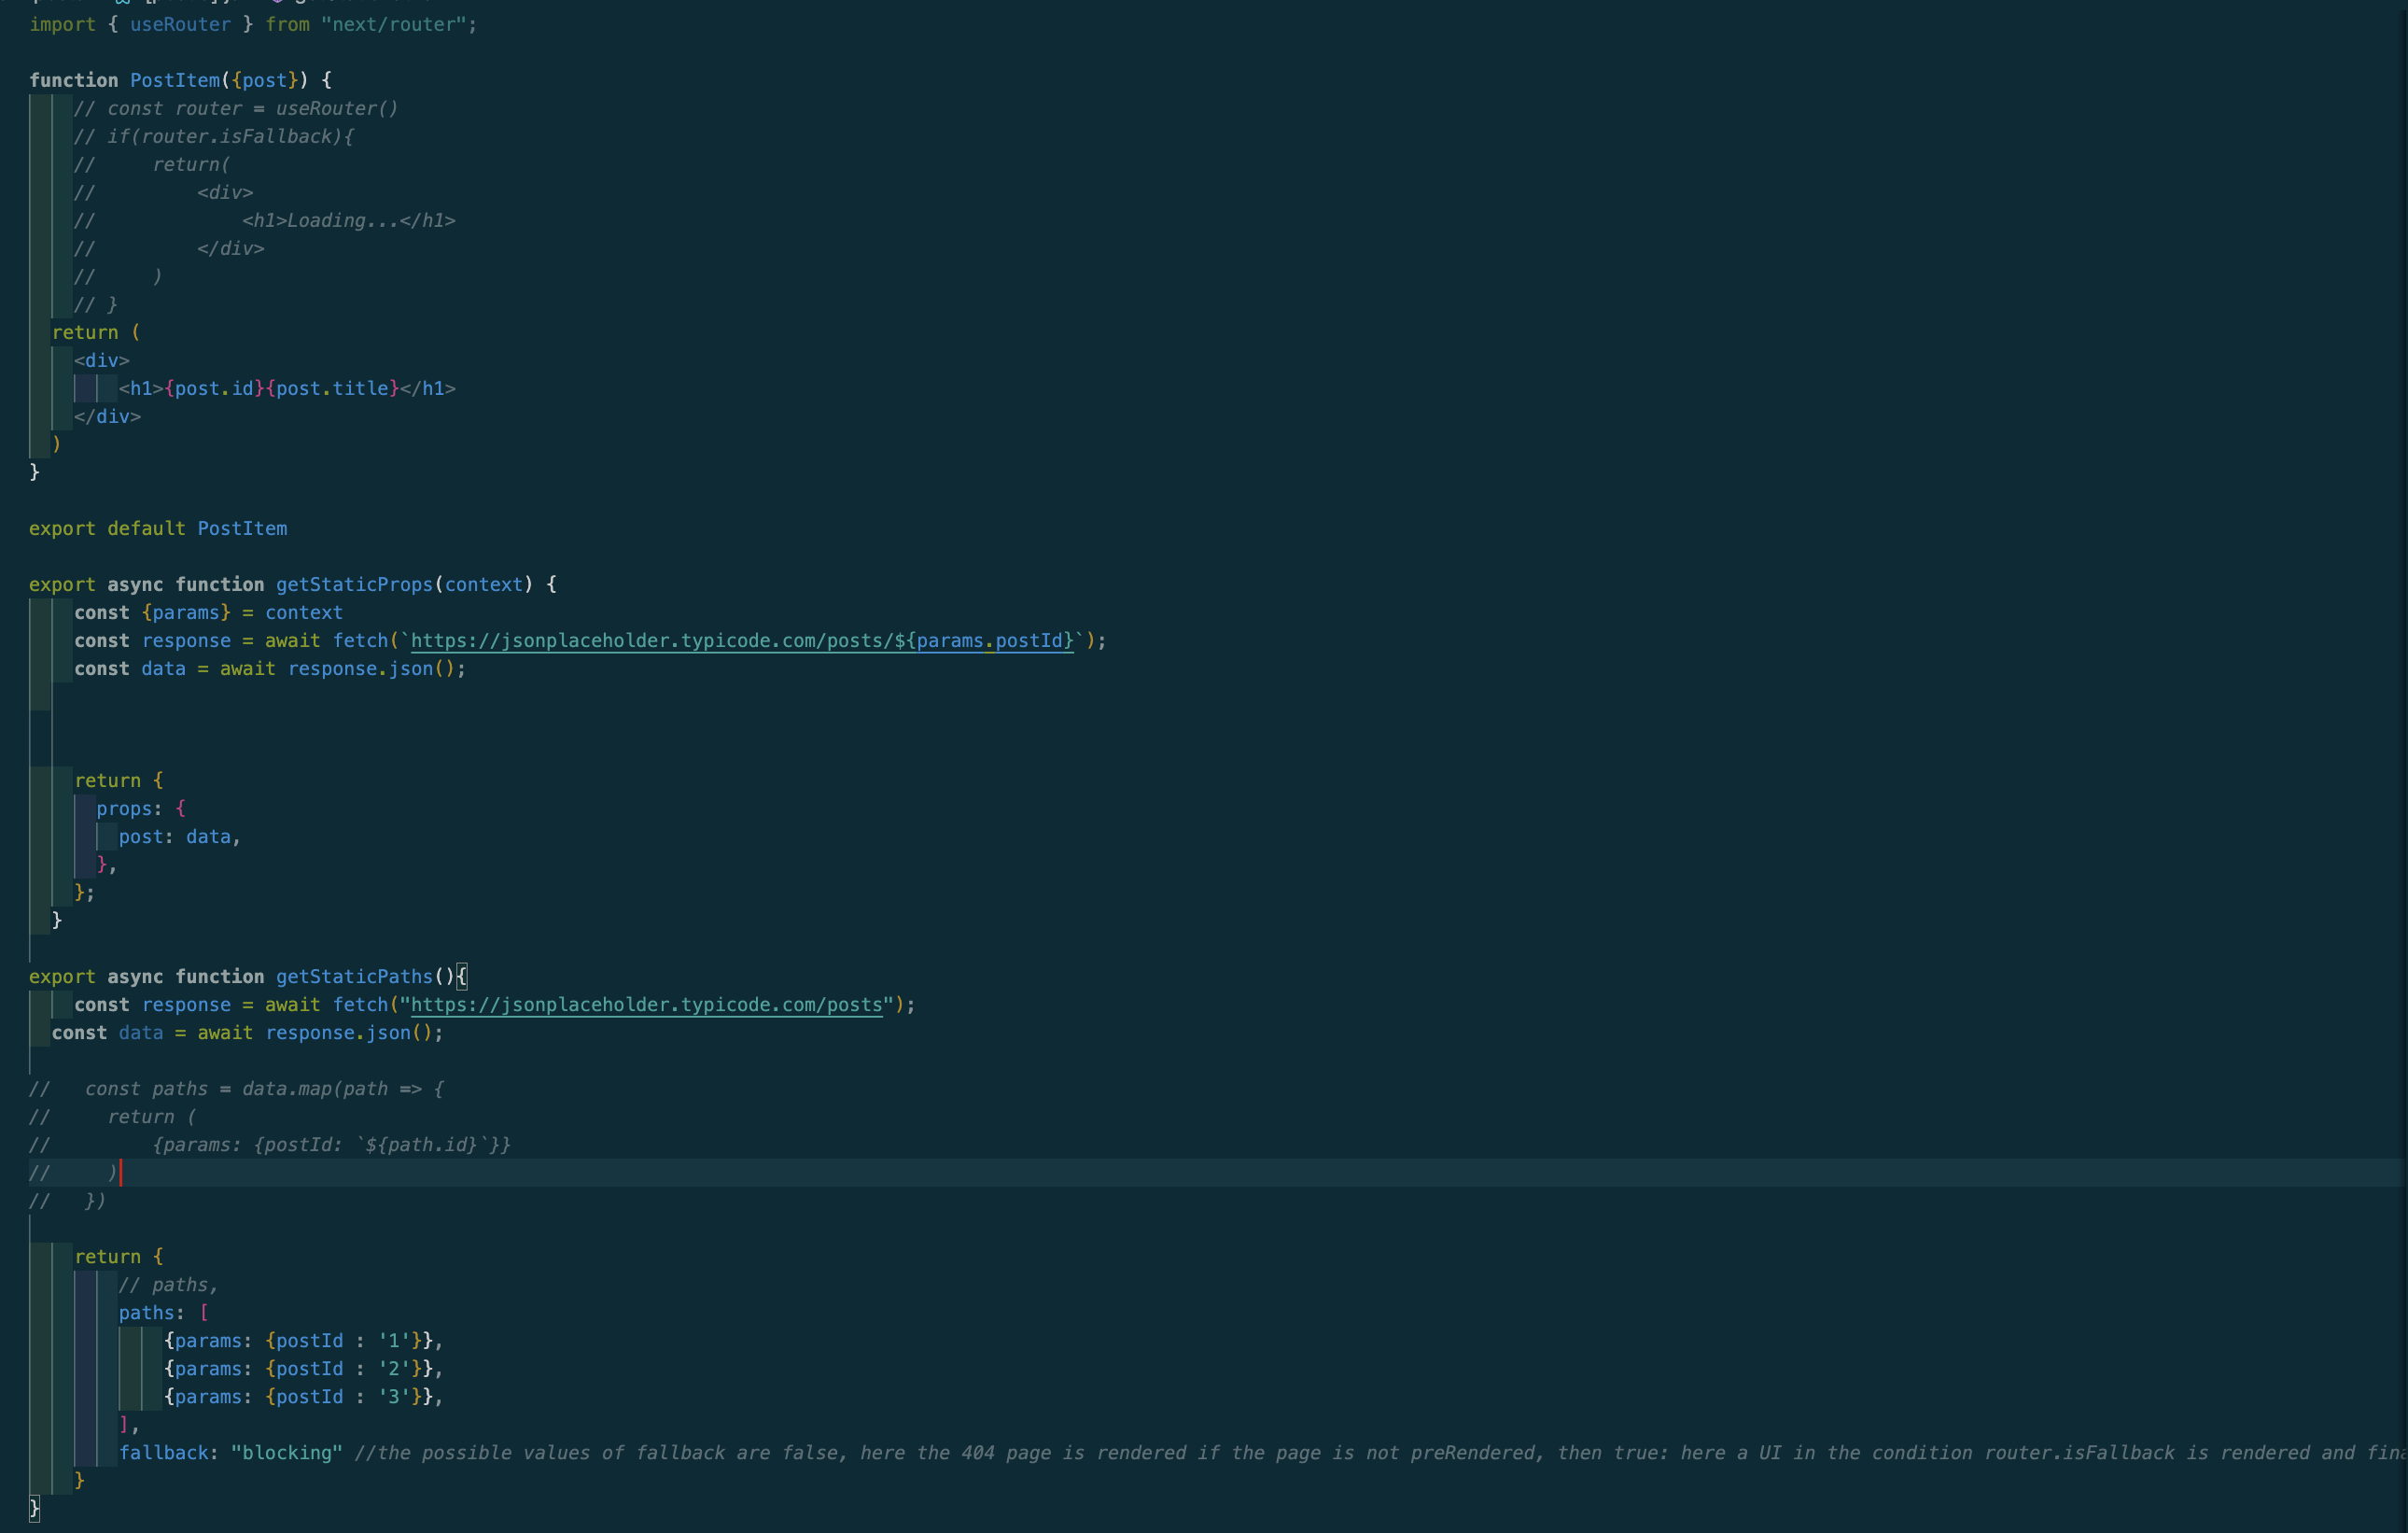 import { useRouter } from "next/router";
function PostItem({post}) {
// const router = useRouter()
// if(router.isFallback){
//     return(
//         <div>
//             <h1>Loading...</h1>
//         </div>
//     )
// }
return (
<div>
<h1>{post.id}{post.title}</h1>
</div>
)
}
export default PostItem
export async function getStaticProps(context) {
const {params} = context
const response = await fetch(`https://jsonplaceholder.typicode.com/posts/${params.postId}`);
const data = await response.json();
return {
props: {
post: data,
},
};
}
export async function getStaticPaths(){
const response = await fetch("https://jsonplaceholder.typicode.com/posts");
const data = await response.json();
//   const paths = data.map(path => {
//     return (
//         {params: {postId: `${path.id}`}}
//     )
//   })
return {
// paths,
paths: [
{params: {postId : '1'}},
{params: {postId : '2'}},
{params: {postId : '3'}},
],
fallback: "blocking" //the possible values of fallback are false, here the 404 page is rendered if the page is not preRendered, then true: here a UI in the condition router.isFallback is rendered and
}
}